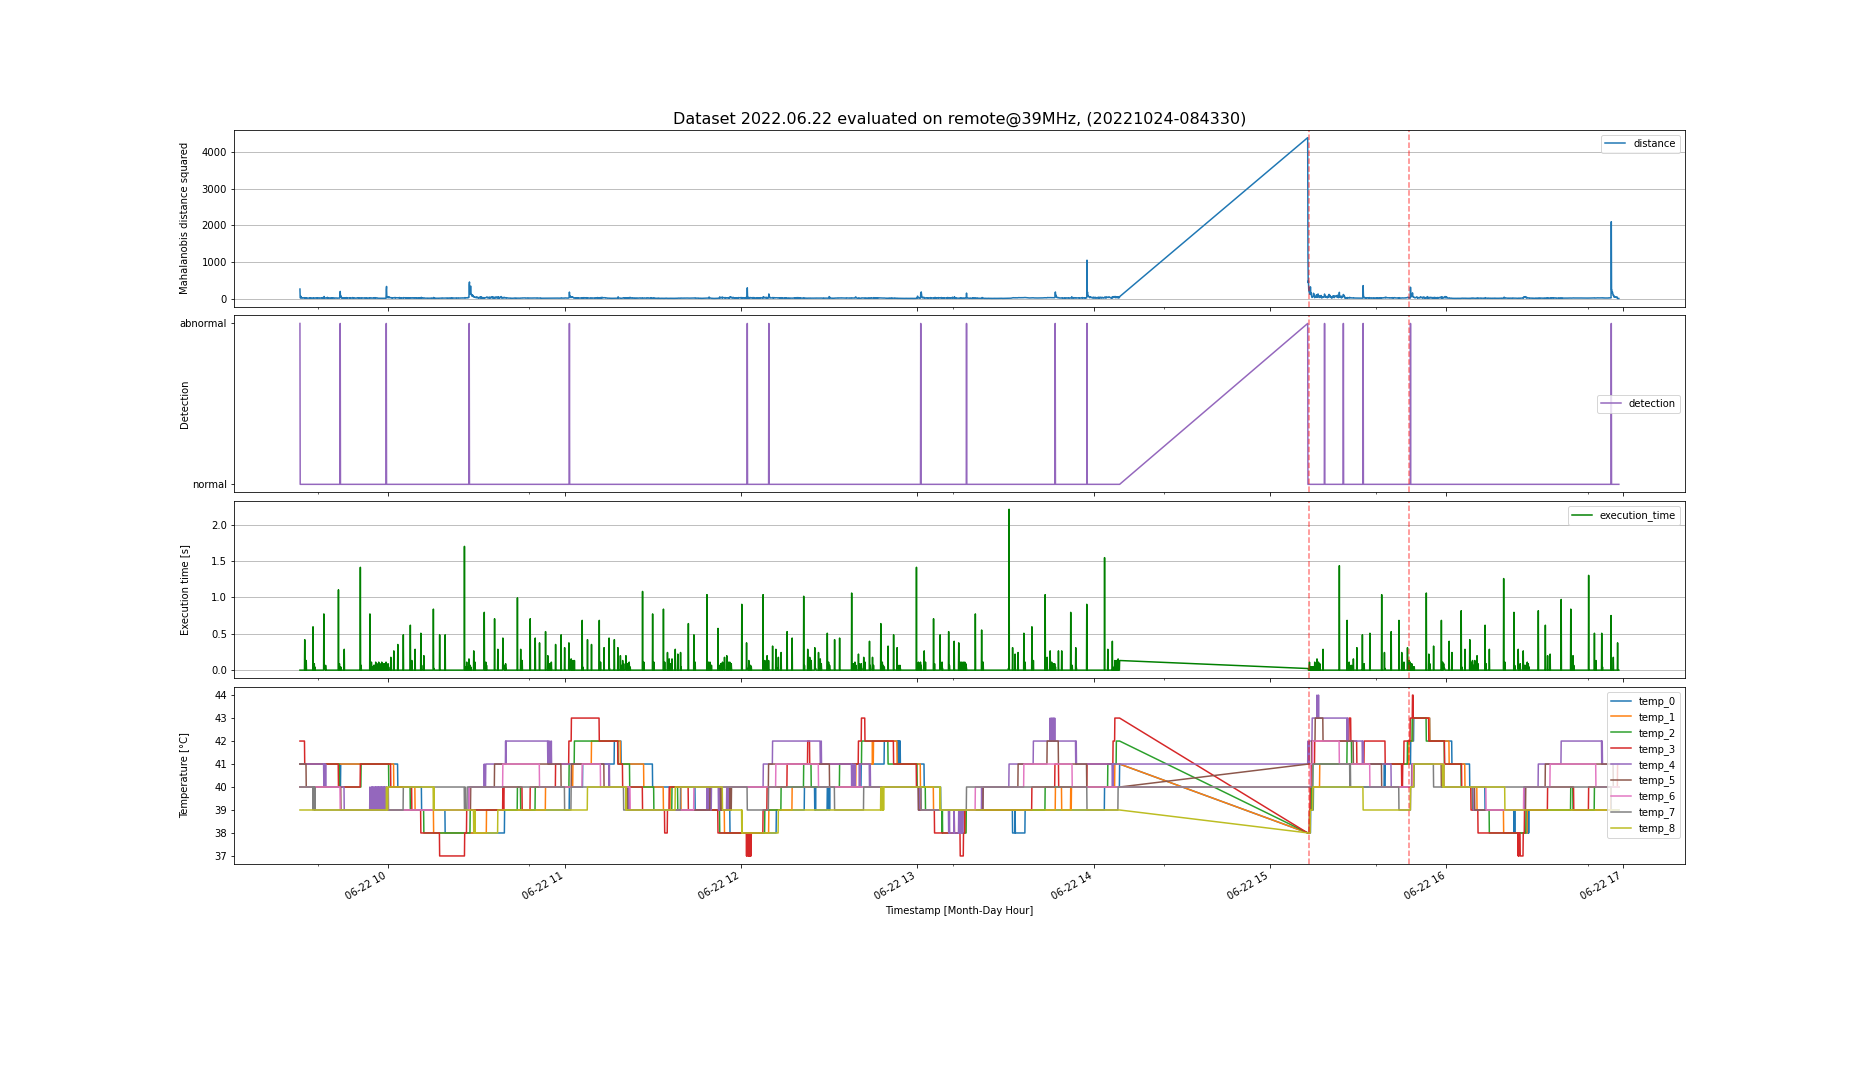 Dataset 2022.06.22 evaluated on remote@39MHz, (20221024-084330)
Mahalanobis distance squared
4000
3000
2000
1000
0
distance
Detection
abnormal
normal
detection
Execution time [s]
2.0
1.5
1.0
0.5
0.0
execution_time
Temperature [°C]
44
43
42
41
40
39
38
37
temp_0
temp_1
temp_2
temp_3
temp_4
temp_5
temp_6
temp_7
temp_8
06-22 10
06-22 11
06-22 12
06-22 13
06-22 14
06-22 15
06-22 16
06-22 17
Timestamp [Month-Day Hour]